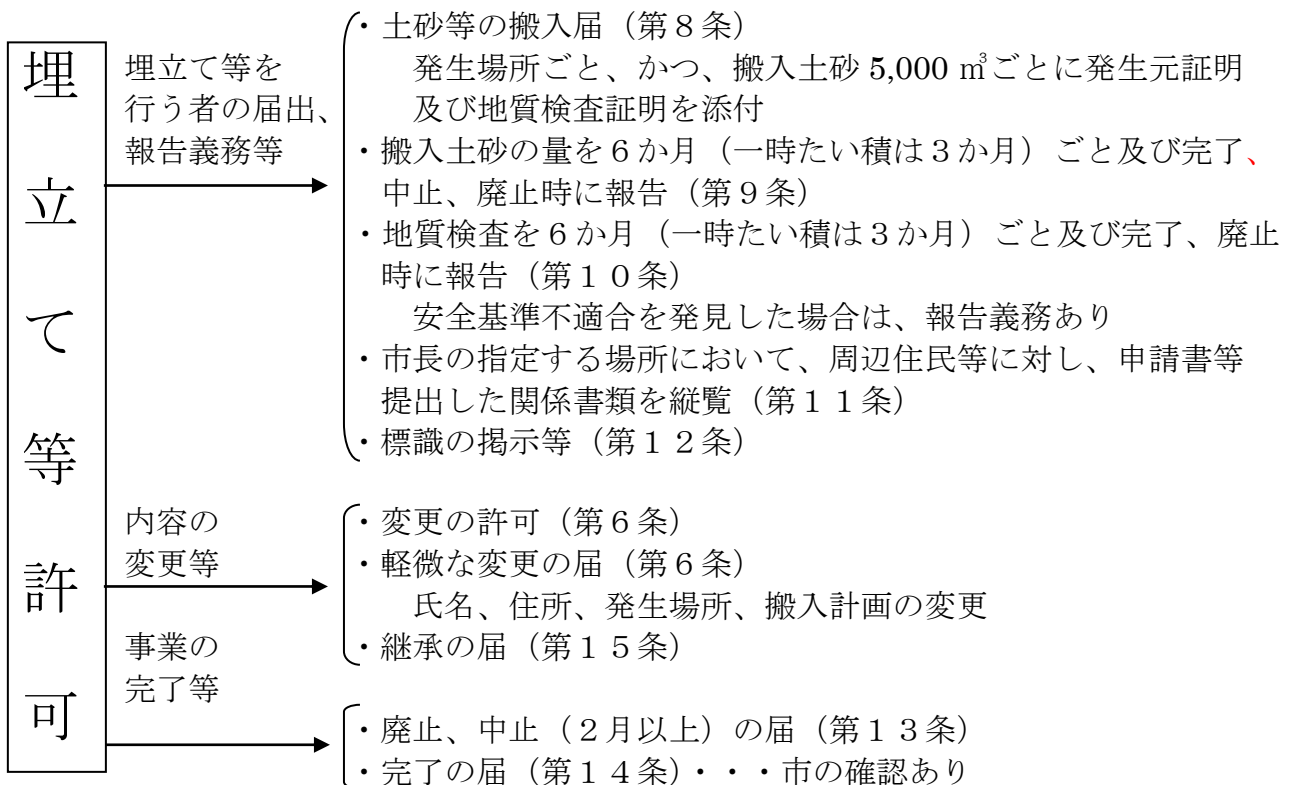 埋立て等許可
埋立て等を
行う者の届出、
報告義務等
・土砂等の搬入届（第８条）
発生場所ごと、かつ、搬入土砂 5,000 ㎥ごとに発生元証明
及び地質検査証明を添付
・搬入土砂の量を６か月（一時たい積は３か月）ごと及び完了、
中止、廃止時に報告（第９条）
・地質検査を６か月（一時たい積は３か月）ごと及び完了、廃止
時に報告（第１０条）
安全基準不適合を発見した場合は、報告義務あり
・市長の指定する場所において、周辺住民等に対し、申請書等
提出した関係書類を縦覧（第１１条）
・標識の掲示等（第１２条）
内容の
変更等
・変更の許可（第６条）
・軽微な変更の届（第６条）
氏名、住所、発生場所、搬入計画の変更
・継承の届（第１５条）
事業の
完了等
・廃止、中止（２月以上）の届（第１３条）
・完了の届（第１４条）・・・市の確認あり